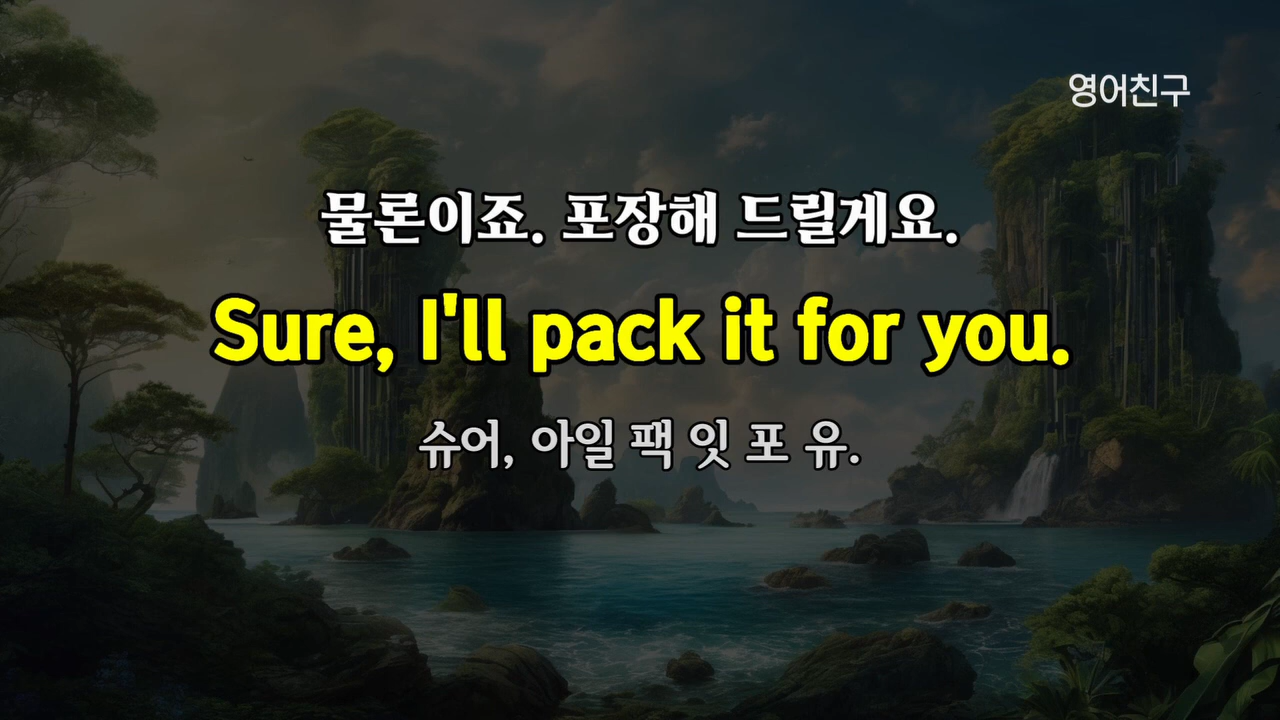 영어친구
물론이죠. 포장해 드릴게요.
Sure, I'll pack it for you.
슈어, 아일 팩 잇 포 유.